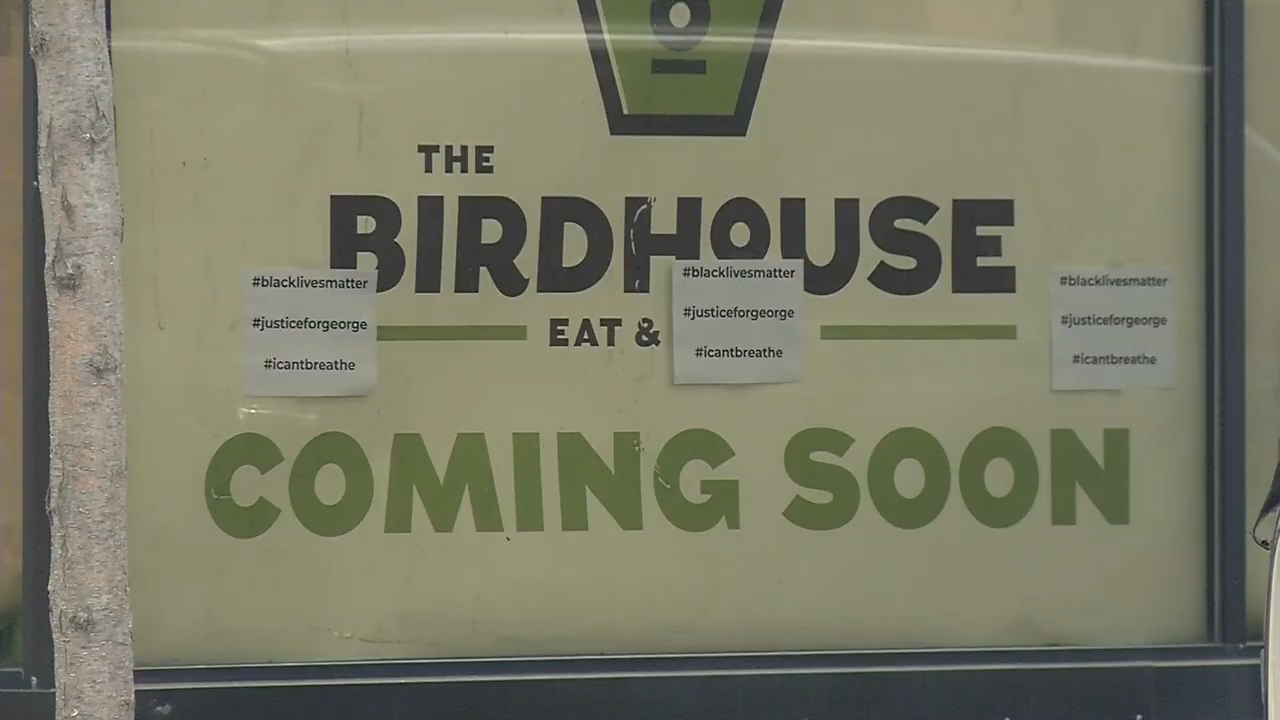 THE
BIRDHOUSE
EAT &
COMING SOON
#blacklivesmatter
#justiceforgeorge
#icantbreathe
#blacklivesmatter
#justiceforgeorge
#icantbreathe
#blacklivesmatter
#justiceforgeorge
#icantbreathe